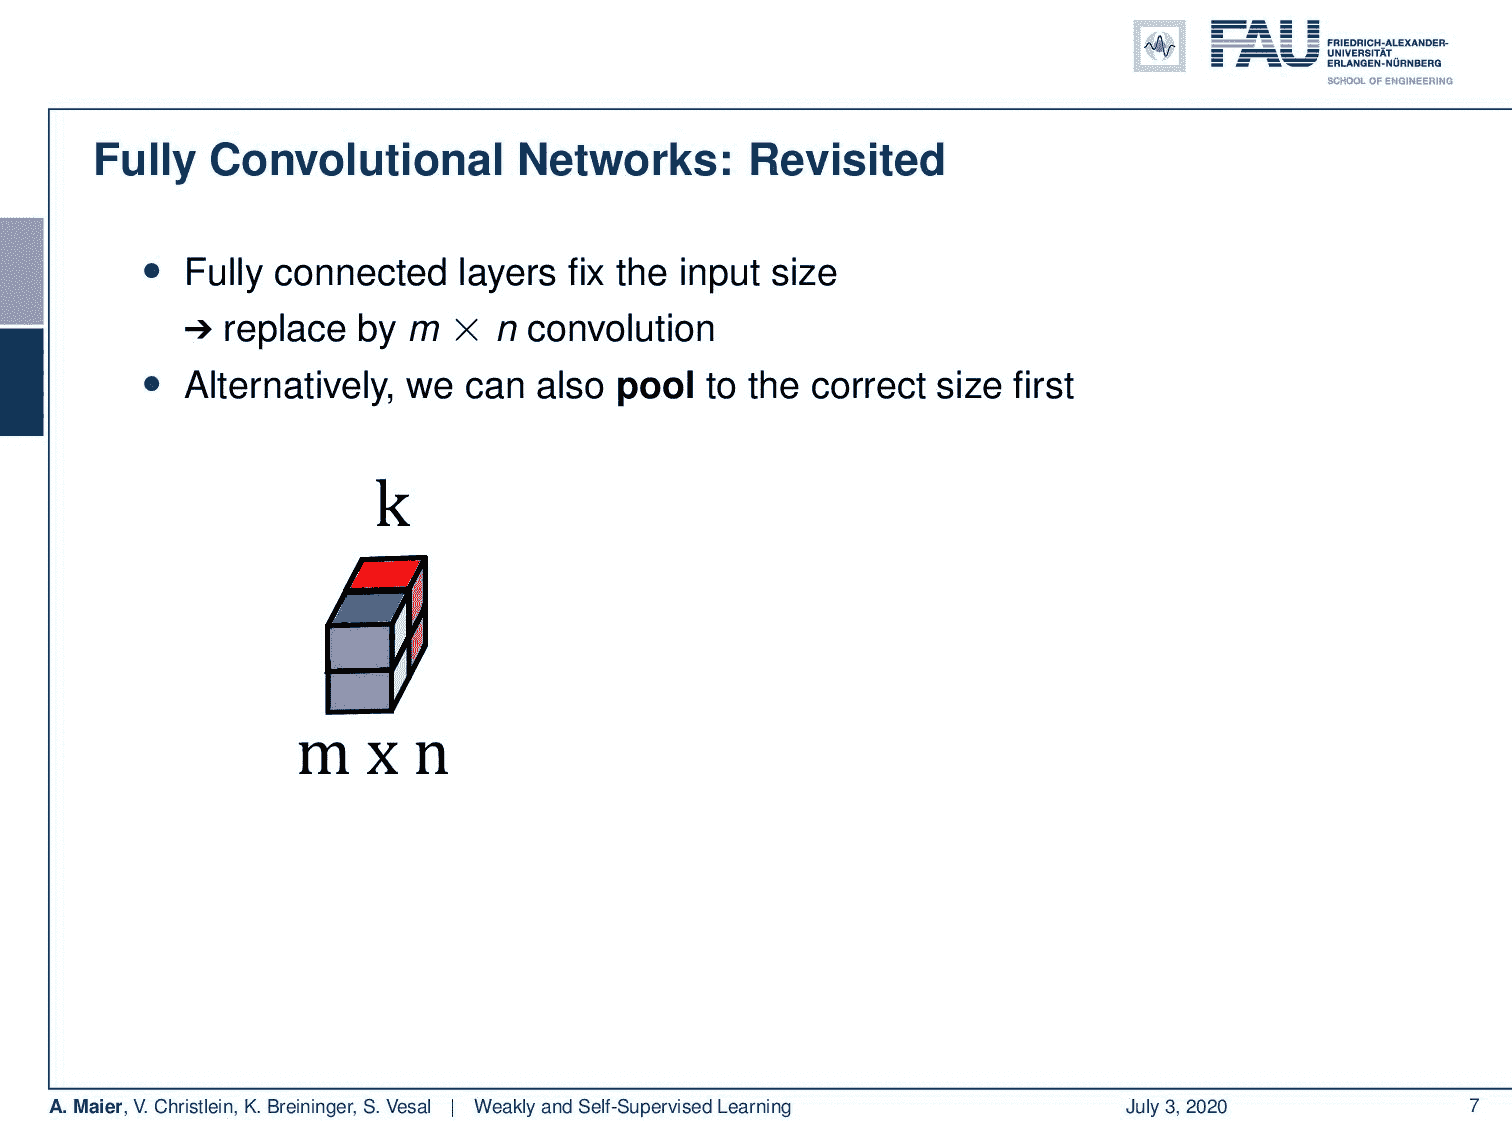 FAU
FRIEDRICH-ALEXANDER-
UNIVERSITÄT
ERLANGEN-NÜRNBERG
SCHOOL OF ENGINEERING
Fully Convolutional Networks: Revisited
• Fully connected layers fix the input size
➔ replace by m × n convolution
• Alternatively, we can also pool to the correct size first
k
m x n
A. Maier, V. Christlein, K. Breininger, S. Vesal | Weakly and Self-Supervised Learning July 3, 2020 7